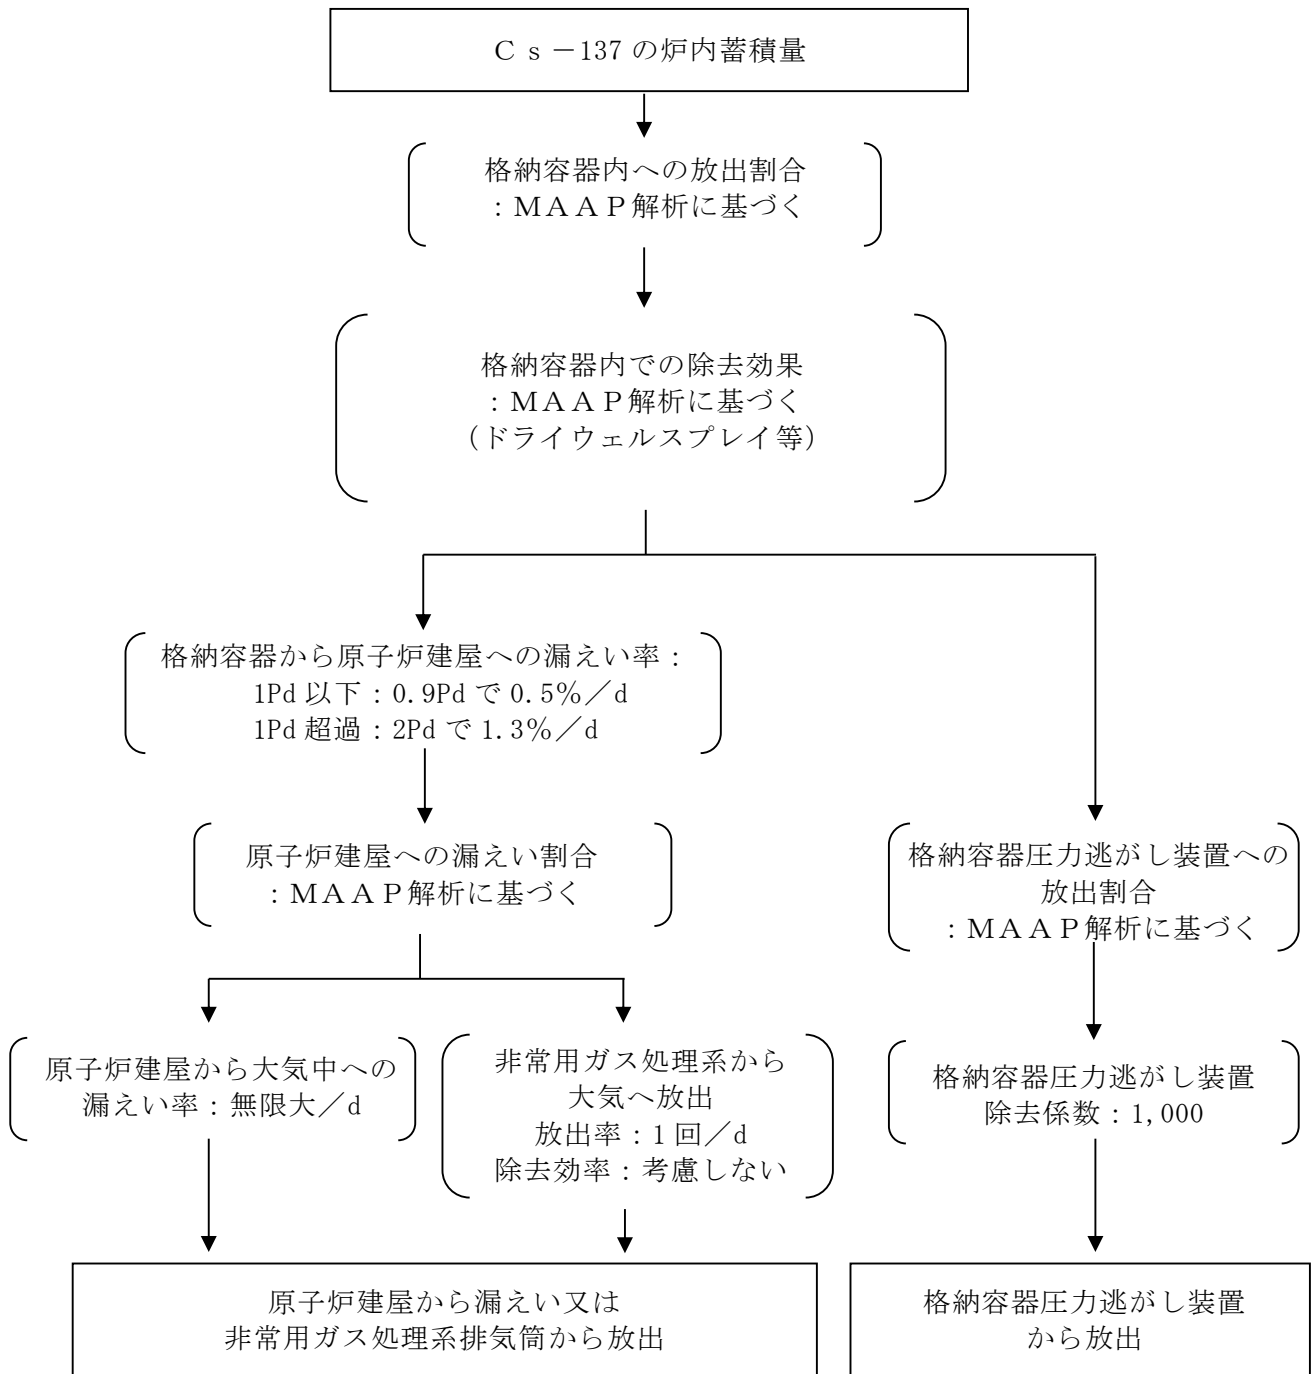 Ｃｓ－137の炉内蓄積量
格納容器内への放出割合
：ＭＡＡＰ解析に基づく
格納容器内での除去効果
：ＭＡＡＰ解析に基づく
（ドライウェルスプレイ等）
格納容器から原子炉建屋への漏えい率：
1Pd 以下：0.9Pd で 0.5％／d
1Pd 超過：2Pd で 1.3％／d
原子炉建屋への漏えい割合
：ＭＡＡＰ解析に基づく
格納容器圧力逃がし装置への
放出割合
：ＭＡＡＰ解析に基づく
原子炉建屋から大気中への
漏えい率：無限大／d
非常用ガス処理系から
大気へ放出
放出率：1 回／d
除去効率：考慮しない
格納容器圧力逃がし装置
除去係数：1,000
原子炉建屋から漏えい又は
非常用ガス処理系排気筒から放出
格納容器圧力逃がし装置
から放出